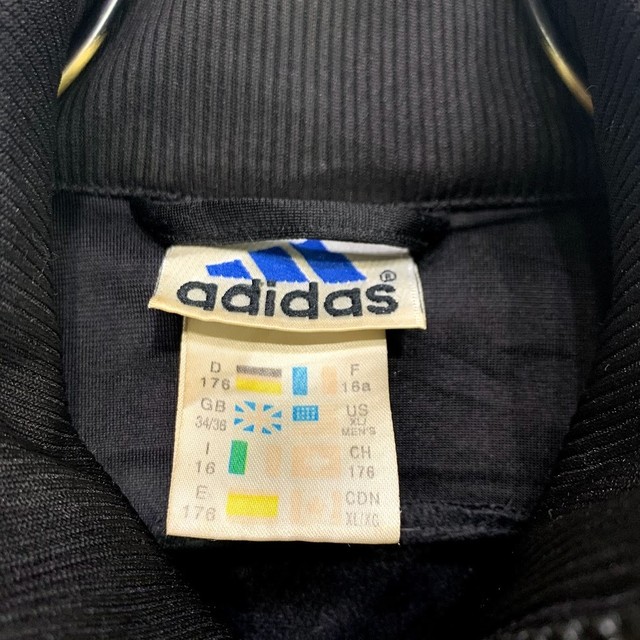 adidas®
D 176 F 16a
GB 34/36 US XL/ MEN'S
I 16 CH 176
E 176 CDN XL/XG